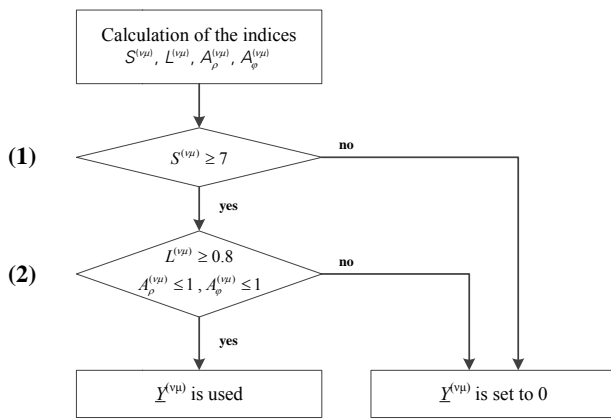 Calculation of the indices
S^(νμ), L^(νμ), A_ρ^(νμ), A_φ^(νμ)
(1)
S^(νμ) ≥ 7
no
yes
(2)
L^(νμ) ≥ 0.8
A_ρ^(νμ) ≤ 1 , A_φ^(νμ) ≤ 1
no
yes
Y^(νμ) is used
Y^(νμ) is set to 0